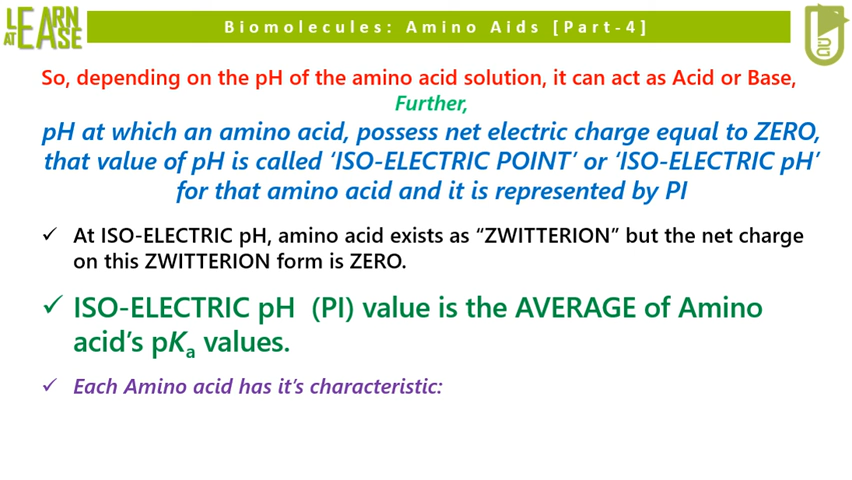 LEARN
AT EASE
Biomolecules: Amino Aids [Part-4]
So, depending on the pH of the amino acid solution, it can act as Acid or Base,
Further,
pH at which an amino acid, possess net electric charge equal to ZERO,
that value of pH is called ‘ISO-ELECTRIC POINT’ or ‘ISO-ELECTRIC pH’
for that amino acid and it is represented by PI
✓ At ISO-ELECTRIC pH, amino acid exists as “ZWITTERION” but the net charge
on this ZWITTERION form is ZERO.
✓ ISO-ELECTRIC pH (PI) value is the AVERAGE of Amino
acid’s pKa values.
✓ Each Amino acid has it’s characteristic: